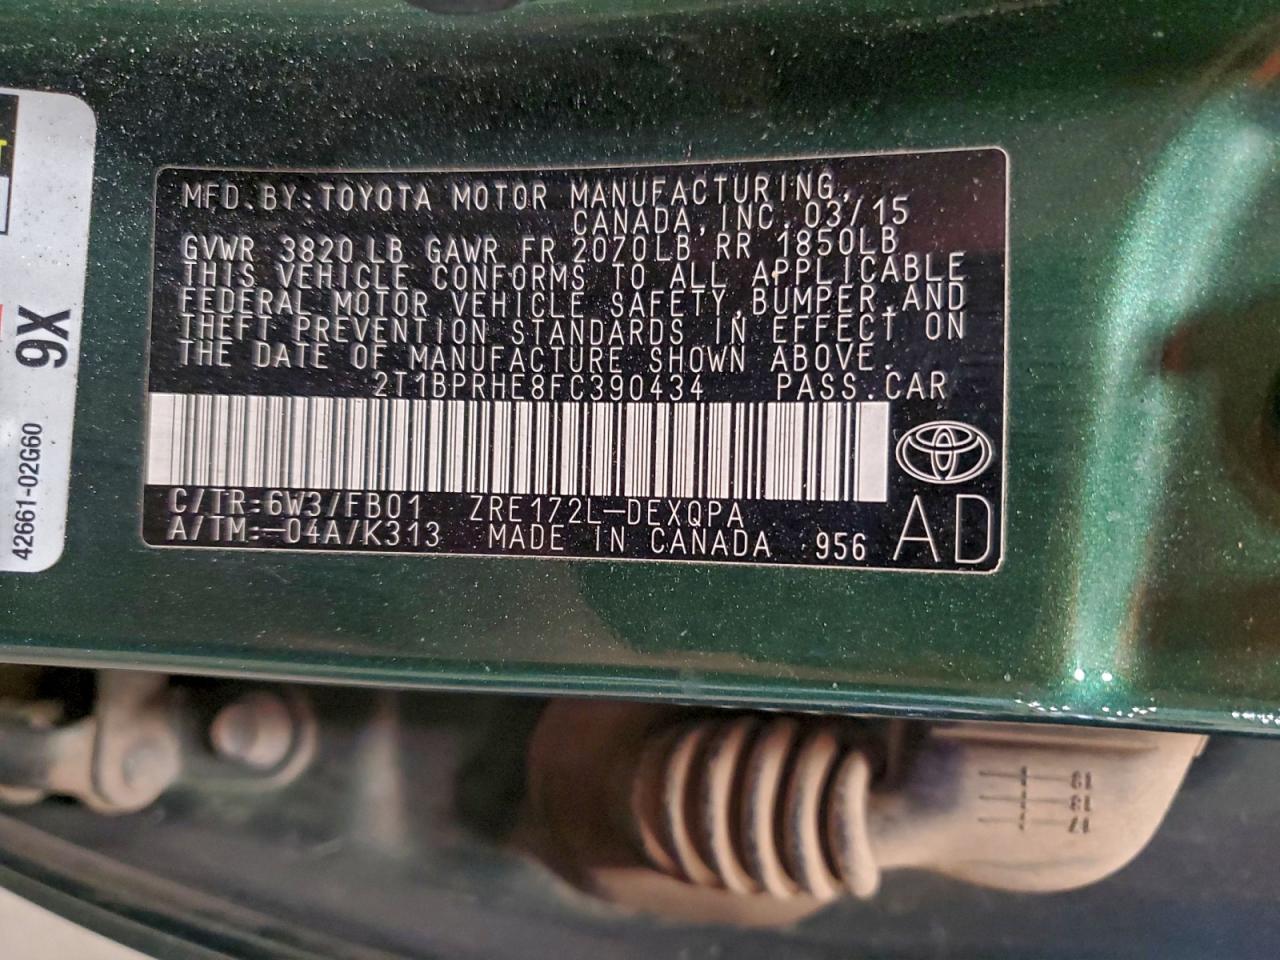 MFD. BY: TOYOTA MOTOR MANUFACTURING,
CANADA, INC. 03/15
GVWR 3820 LB GAWR FR 2070LB RR 1850LB
THIS VEHICLE CONFORMS TO ALL APPLICABLE
FEDERAL MOTOR VEHICLE SAFETY, BUMPER, AND
THEFT PREVENTION STANDARDS IN EFFECT ON
THE DATE OF MANUFACTURE SHOWN ABOVE.
2T1BPRHE8FC390434 PASS. CAR
C/TR: 6W3/FB01 ZRE172L-DEXQPA
A/TM: -04A/K313 MADE IN CANADA 956
AD
9X
42661-02G60